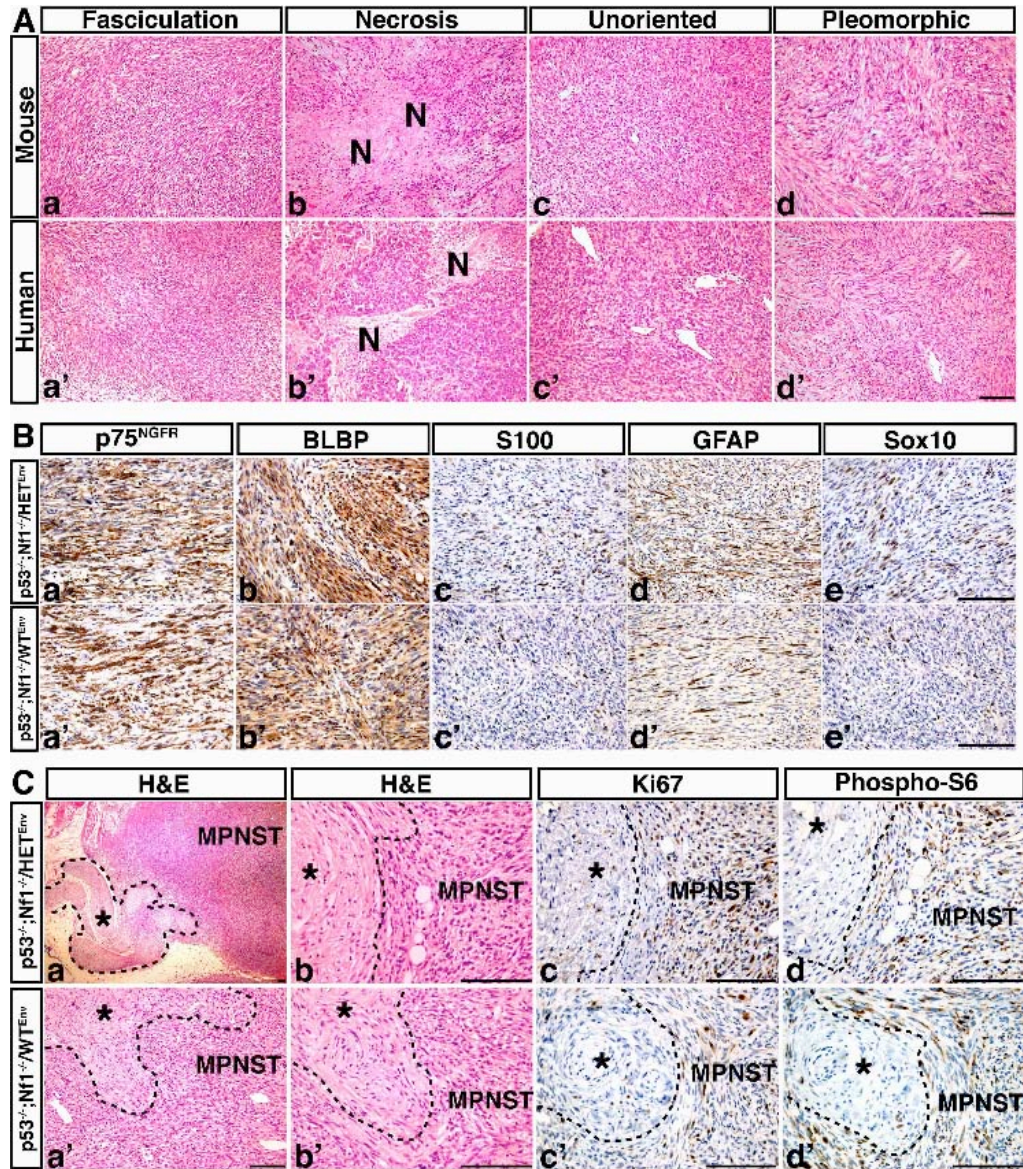 A Fasciculation Necrosis Unoriented Pleomorphic
Mouse
N
N
a b c d
Human
N
N
a' b' c' d'
B p75NGFR BLBP S100 GFAP Sox10
p53-/-;Nf1-/-/HETEnv
a b c d e
p53-/-;Nf1-/-/WTEnv
a' b' c' d' e'
C H&E H&E Ki67 Phospho-S6
p53-/-;Nf1-/-/HETEnv
MPNST
*
MPNST
*
MPNST
*
MPNST
*
a b c d
p53-/-;Nf1-/-/WTEnv
*
MPNST
*
MPNST
*
MPNST
*
MPNST
a' b' c' d'